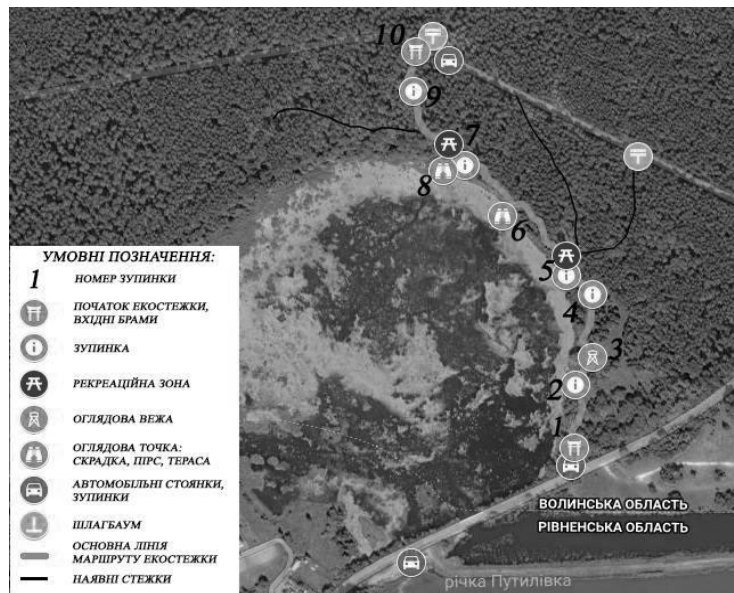 10
9
7
8
6
5
4
3
2
1
УМОВНІ ПОЗНАЧЕННЯ:
1 НОМЕР ЗУПИНКИ
ПОЧАТОК ЕКОСТЕЖКИ,
ВХІДНІ БРАМИ
ЗУПИНКА
РЕКРЕАЦІЙНА ЗОНА
ОГЛЯДОВА ВЕЖА
ОГЛЯДОВА ТОЧКА:
СКРАДКА, ПІРС, ТЕРАСА
АВТОМОБІЛЬНІ СТОЯНКИ,
ЗУПИНКИ
ШЛАГБАУМ
ОСНОВНА ЛІНІЯ
МАРШРУТУ ЕКОСТЕЖКИ
НАЯВНІ СТЕЖКИ
ВОЛИНСЬКА ОБЛАСТЬ
РІВНЕНСЬКА ОБЛАСТЬ
річка Путилівка